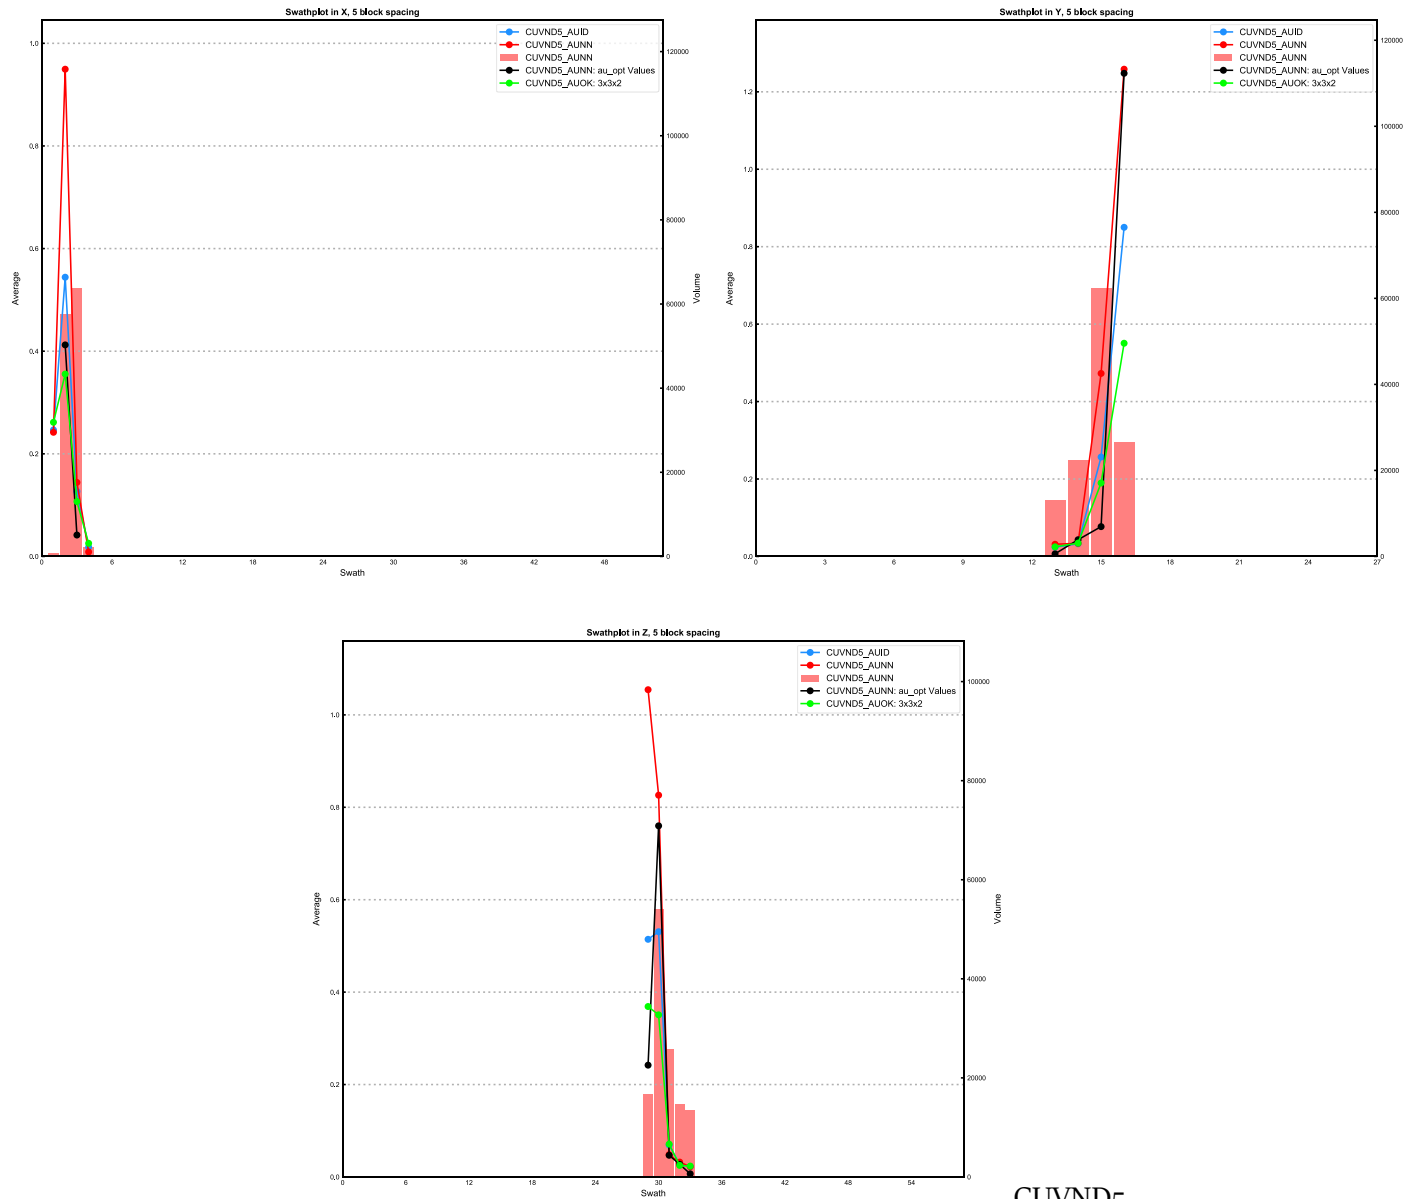 Swathplot in X, 5 block spacing
CUVND5_AUID
CUVND5_AUNN
CUVND5_AUNN
CUVND5_AUNN: au_opt Values
CUVND5_AUOK: 3x3x2
1.0
0.8
0.6
0.4
0.2
0.0
120000
100000
80000
60000
40000
20000
0
Average
Volume
0 6 12 18 24 30 36 42 48
Swath
Swathplot in Y, 5 block spacing
CUVND5_AUID
CUVND5_AUNN
CUVND5_AUNN
CUVND5_AUNN: au_opt Values
CUVND5_AUOK: 3x3x2
1.2
1.0
0.8
0.6
0.4
0.2
0.0
120000
100000
80000
60000
40000
20000
0
Average
0 3 6 9 12 15 18 21 24 27
Swath
Swathplot in Z, 5 block spacing
CUVND5_AUID
CUVND5_AUNN
CUVND5_AUNN
CUVND5_AUNN: au_opt Values
CUVND5_AUOK: 3x3x2
1.0
0.8
0.6
0.4
0.2
0.0
100000
80000
60000
40000
20000
0
Average
Volume
0 6 12 18 24 30 36 42 48 54
Swath
CUVND5